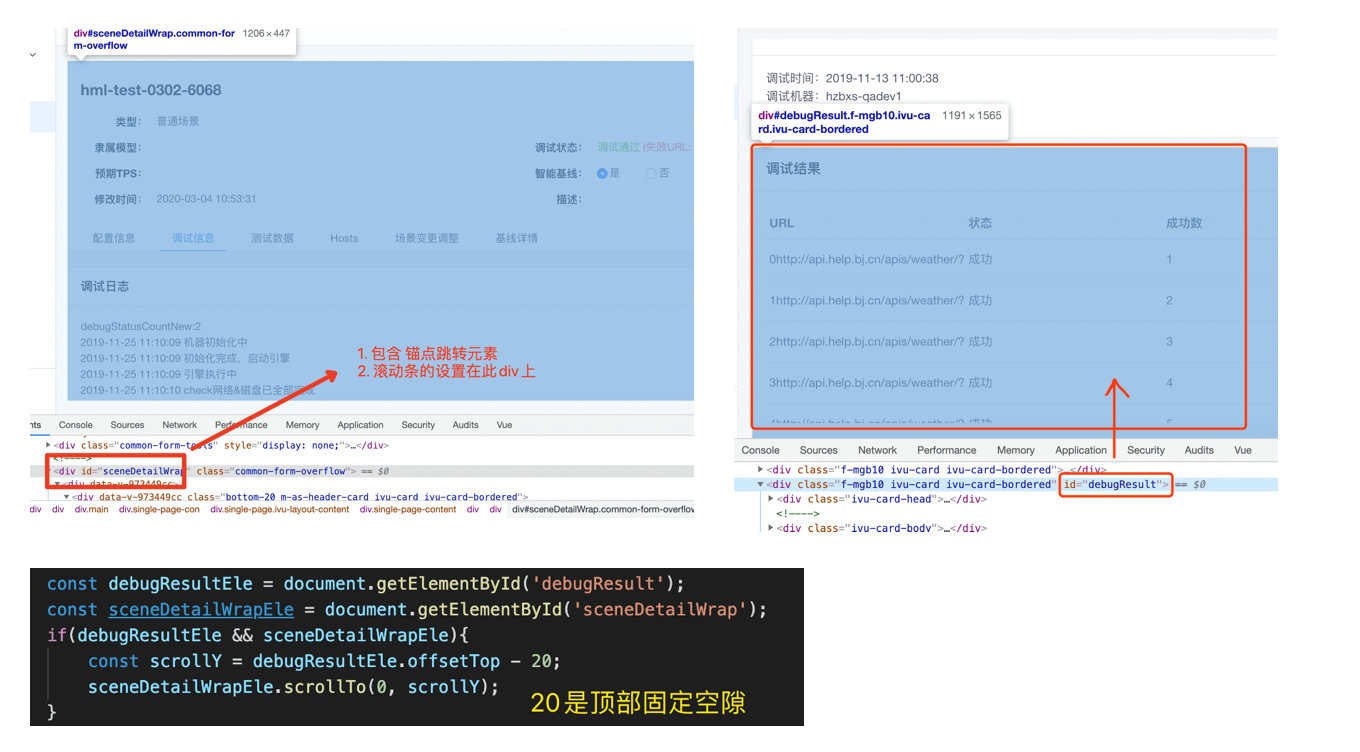 div#sceneDetailWrap.common-for 1206 × 447
m-overflow
hml-test-0302-6068
类型： 普通场景
隶属模型： 调试状态： 调试通过 (失败URL:
预期TPS： 智能基线： 是 否
修改时间： 2020-03-04 10:53:31 描述：
配置信息 调试信息 测试数据 Hosts 场景变更调整 基线详情
调试日志
debugStatusCountNew:2
2019-11-25 11:10:09 机器初始化中
2019-11-25 11:10:09 初始化完成，启动引擎
2019-11-25 11:10:09 引擎执行中
2019-11-25 11:10:10 check网络&磁盘已全部完成
1. 包含 锚点跳转元素
2. 滚动条的设置在此div上
nts Console Sources Network Performance Memory Application Security Audits Vue
▶<div class="common-form-tools" style="display: none;">…</div>
<!---->
<div id="sceneDetailWrap" class="common-form-overflow"> == $0
▼<div data-v-973449cc>
▼<div data-v-973449cc class="bottom-20 m-as-header-card ivu-card ivu-card-bordered">
div div div.main div.single-page-con div.single-page.ivu-layout-content div.single-page-content div div div#sceneDetailWrap.common-form-overflow
调试时间： 2019-11-13 11:00:38
调试机器： hzbxs-qadev1
div#debugResult.f-mgb10.ivu-ca 1191 × 1565
rd.ivu-card-bordered
调试结果
URL 状态 成功数
0http://api.help.bj.cn/apis/weather/? 成功 1
1http://api.help.bj.cn/apis/weather/? 成功 2
2http://api.help.bj.cn/apis/weather/? 成功 3
3http://api.help.bj.cn/apis/weather/? 成功 4
4http://api.help.bj.cn/apis/weather/? 成功 5
Console Sources Network Performance Memory Application Security Audits Vue
▶<div class="f-mgb10 ivu-card ivu-card-bordered">…</div>
▼<div class="f-mgb10 ivu-card ivu-card-bordered" id="debugResult"> == $0
▶<div class="ivu-card-head">…</div>
<!---->
▶<div class="ivu-card-body">…</div>
const debugResultEle = document.getElementById('debugResult');
const sceneDetailWrapEle = document.getElementById('sceneDetailWrap');
if(debugResultEle && sceneDetailWrapEle){
const scrollY = debugResultEle.offsetTop - 20;
sceneDetailWrapEle.scrollTo(0, scrollY);
}
20是顶部固定空隙